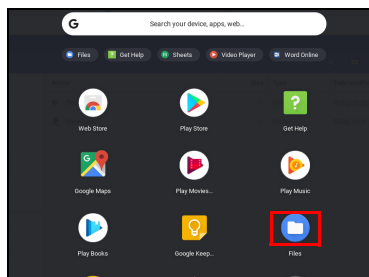 G Search your device, apps, web...
Files Get Help Sheets Video Player Word Online
Web Store Play Store Get Help
Google Maps Play Movies... Play Music
Play Books Google Keep... Files